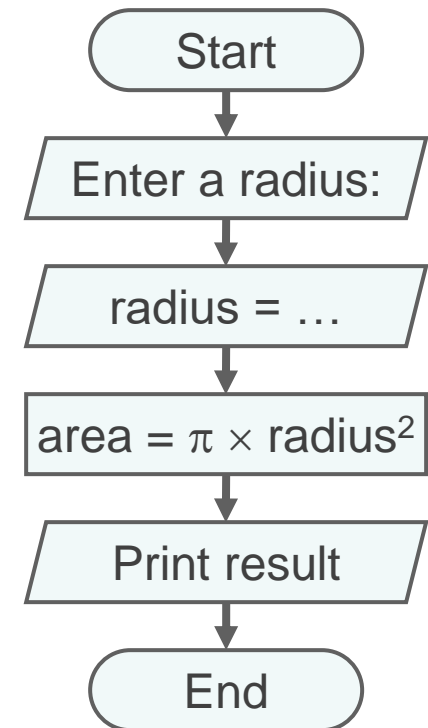 Start
Enter a radius:
radius = …
area = π × radius²
Print result
End